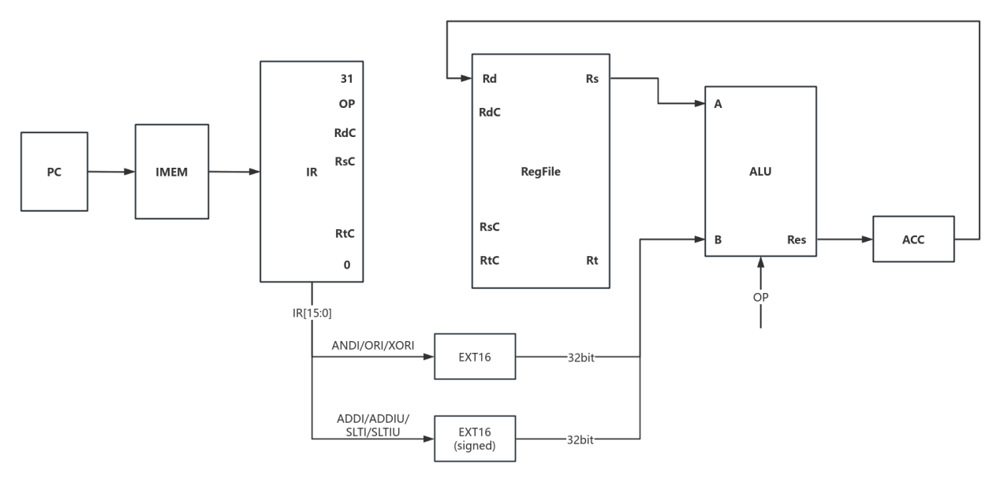 PC
IMEM
IR
31
OP
RdC
RsC
RtC
0
IR[15:0]
ANDI/ORI/XORI
ADDI/ADDIU/
SLTI/SLTIU
EXT16
EXT16
(signed)
32bit
32bit
Rd
RdC
RegFile
RsC
RtC
Rs
Rt
A
ALU
B
Res
OP
ACC